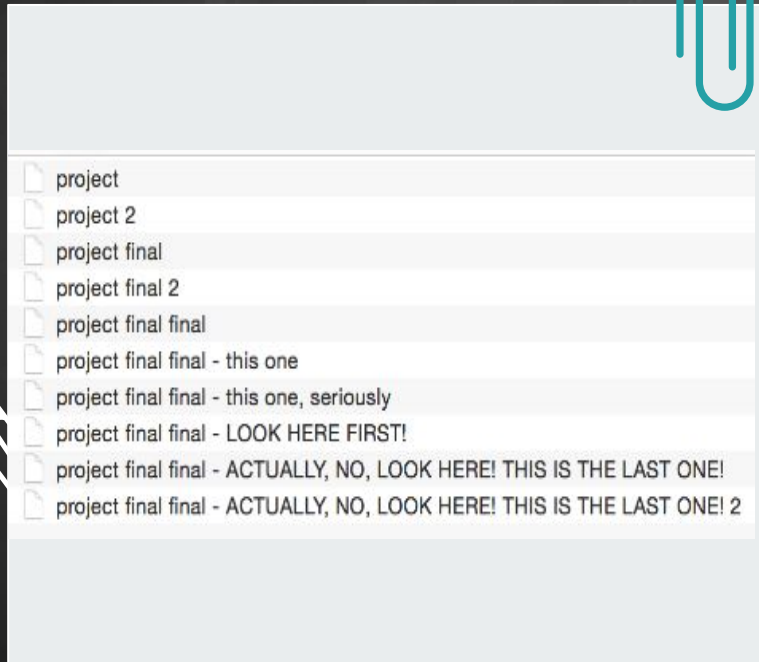 project
project 2
project final
project final 2
project final final
project final final - this one
project final final - this one, seriously
project final final - LOOK HERE FIRST!
project final final - ACTUALLY, NO, LOOK HERE! THIS IS THE LAST ONE!
project final final - ACTUALLY, NO, LOOK HERE! THIS IS THE LAST ONE! 2